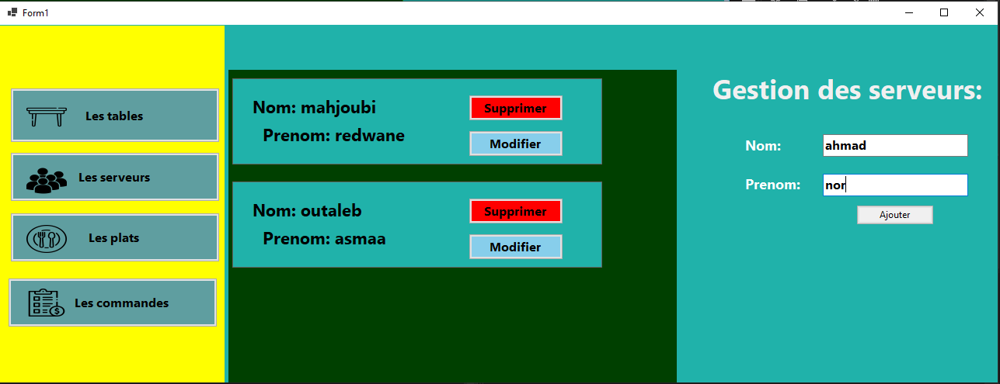 Form1
Les tables
Les serveurs
Les plats
Les commandes
Nom: mahjoubi
Prenom: redwane
Supprimer
Modifier
Nom: outaleb
Prenom: asmaa
Supprimer
Modifier
Gestion des serveurs:
Nom: ahmad
Prenom: nor
Ajouter